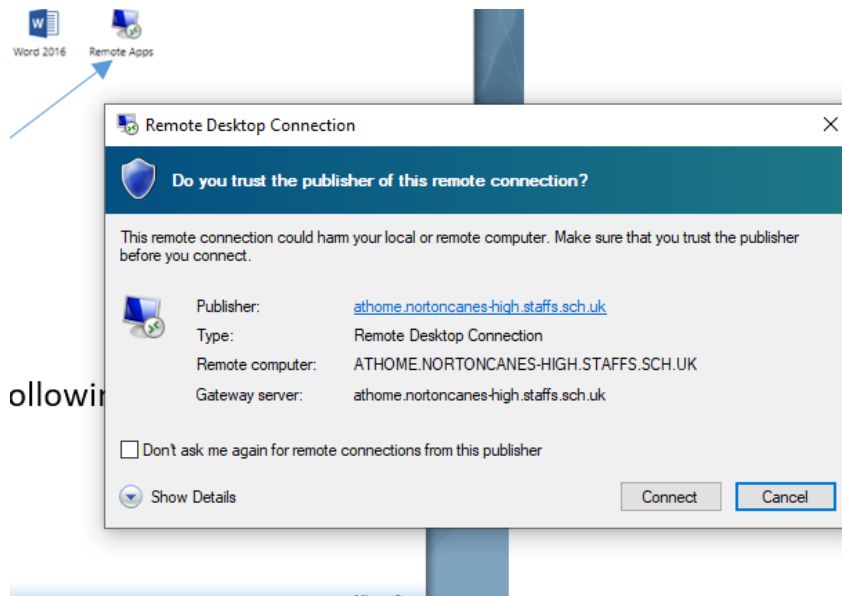 Word 2016
Remote Apps
Remote Desktop Connection
Do you trust the publisher of this remote connection?
This remote connection could harm your local or remote computer. Make sure that you trust the publisher
before you connect.
Publisher: athome.nortoncanes-high.staffs.sch.uk
Type: Remote Desktop Connection
Remote computer: ATHOME.NORTONCANES-HIGH.STAFFS.SCH.UK
Gateway server: athome.nortoncanes-high.staffs.sch.uk
ollowin
Don't ask me again for remote connections from this publisher
Show Details
Connect
Cancel